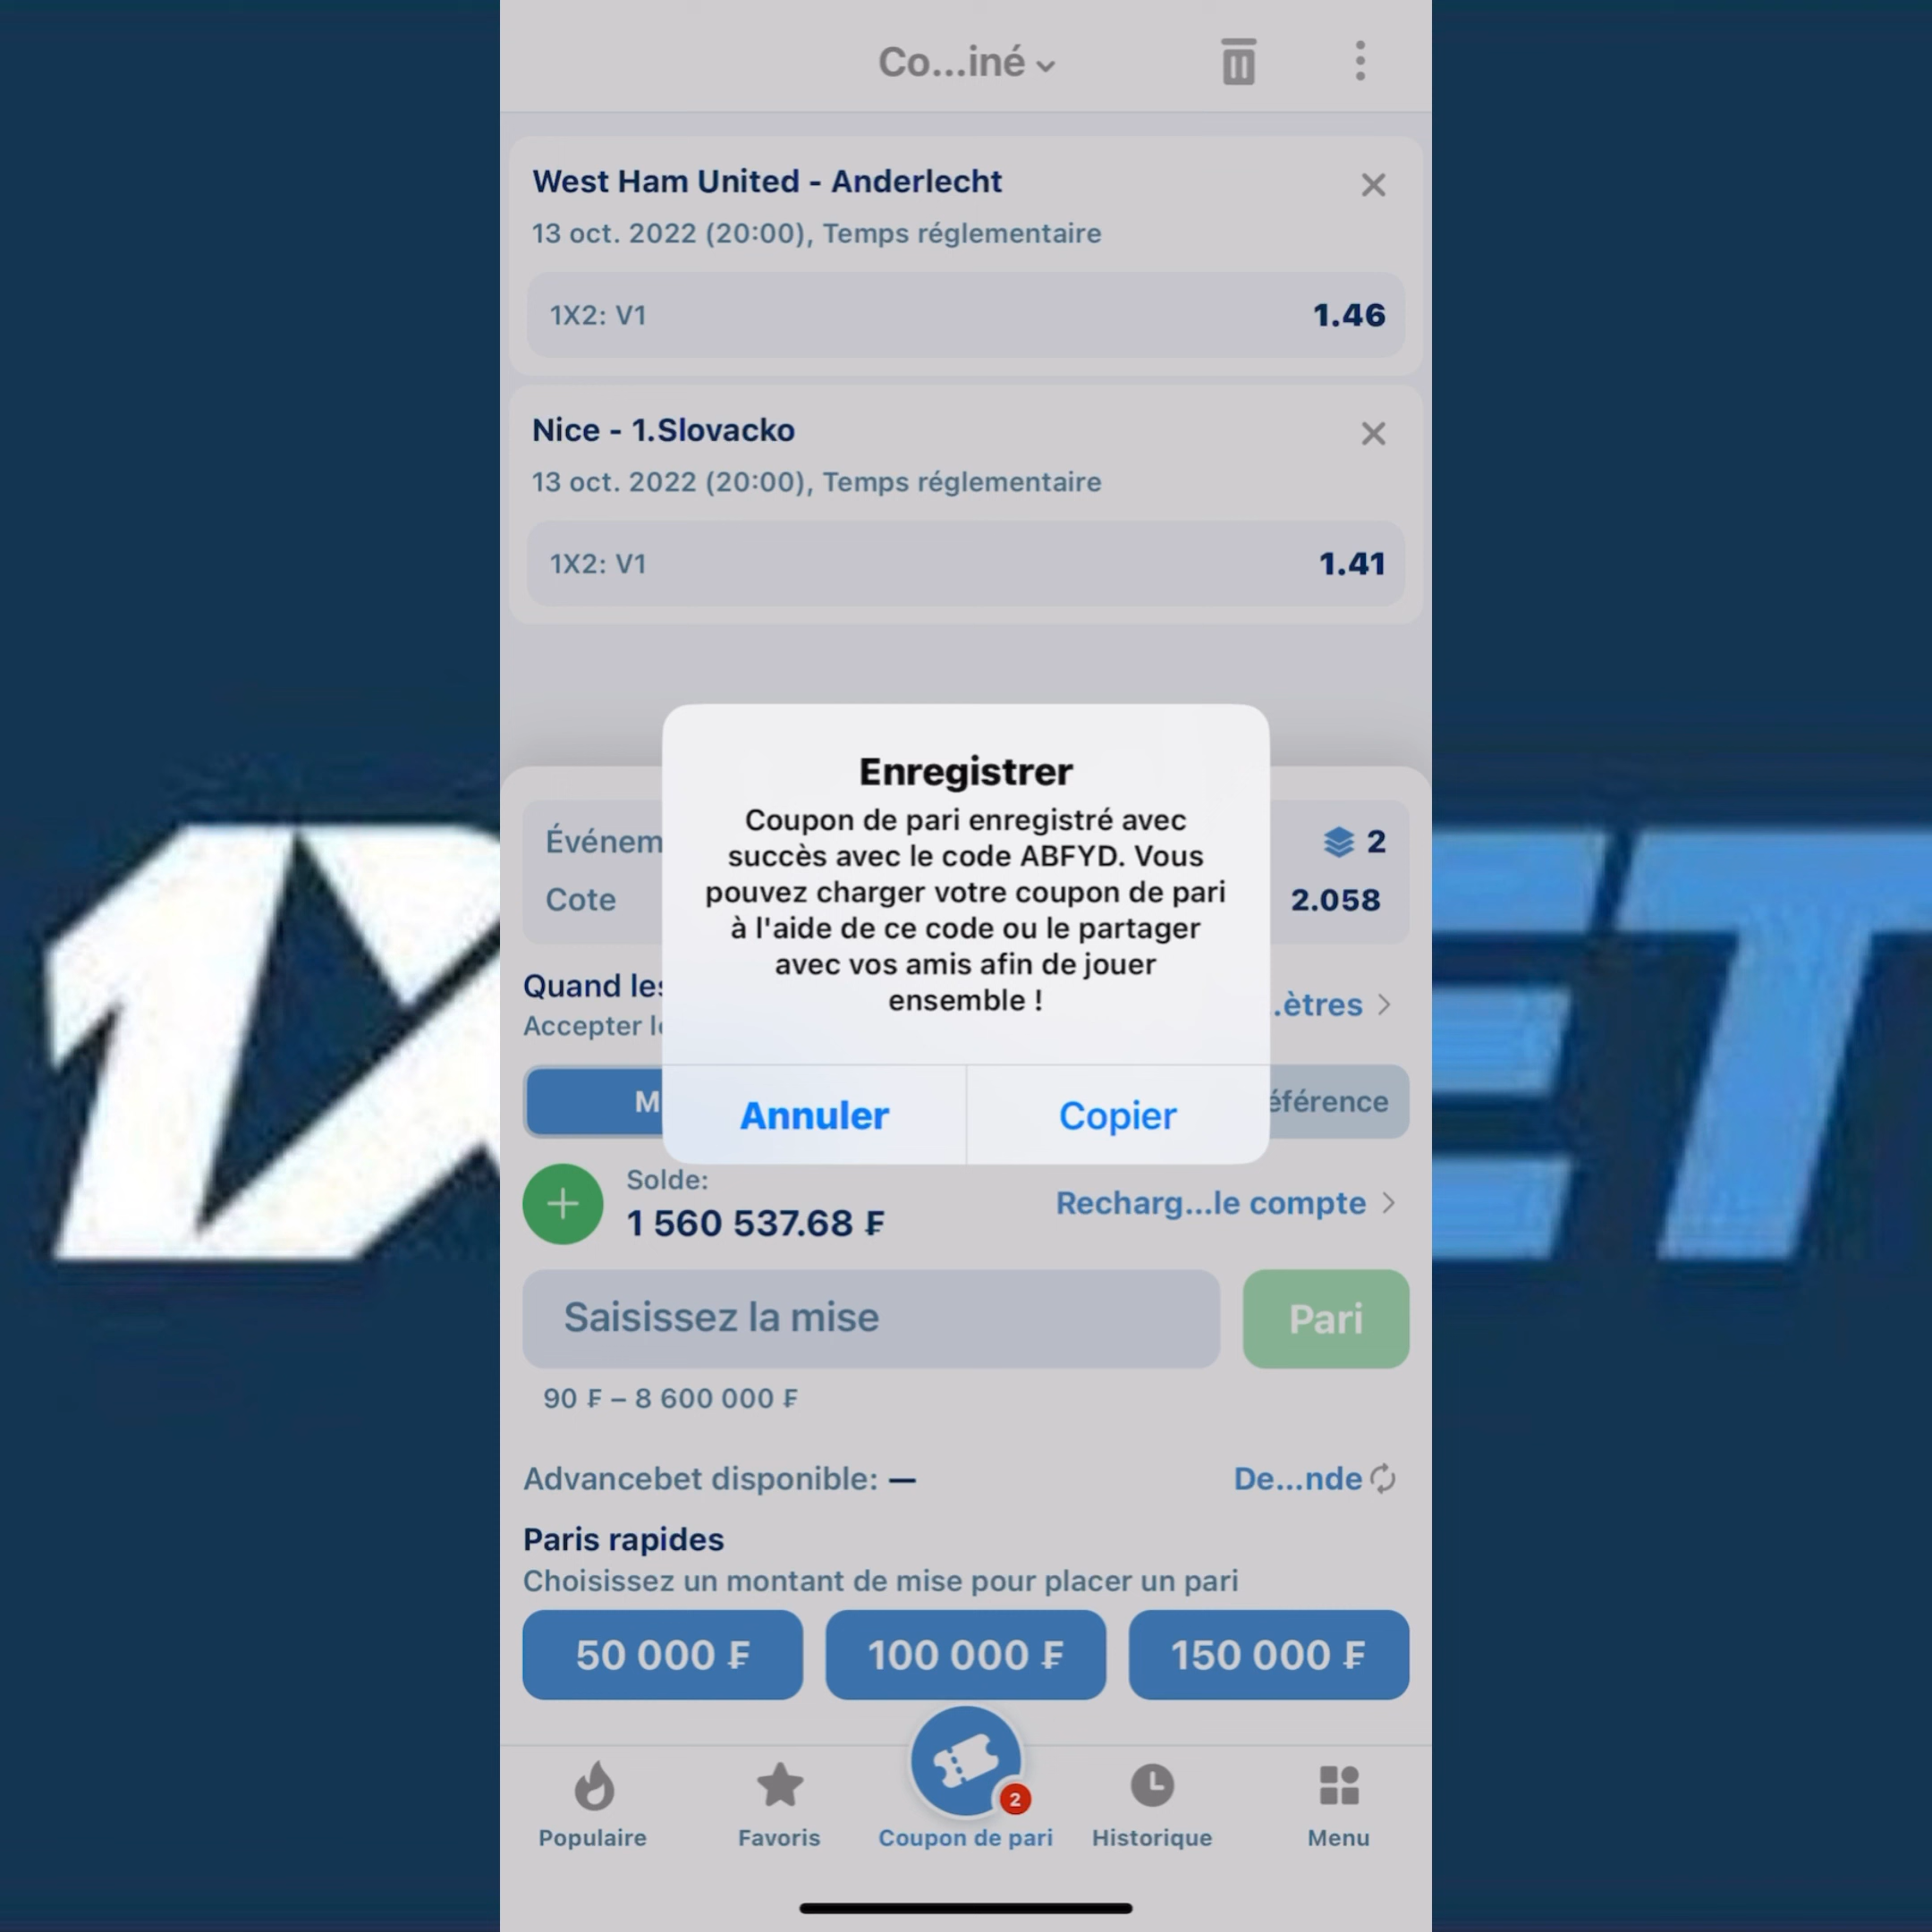 Co...iné
West Ham United - Anderlecht
13 oct. 2022 (20:00), Temps réglementaire
1X2: V1 1.46
Nice - 1.Slovacko
13 oct. 2022 (20:00), Temps réglementaire
1X2: V1 1.41
Enregistrer
Coupon de pari enregistré avec
succès avec le code ABFYD. Vous
pouvez charger votre coupon de pari
à l'aide de ce code ou le partager
avec vos amis afin de jouer
ensemble !
Annuler Copier
Événem 2
Cote 2.058
Quand les
Accepter le
...ètres
M éférence
Solde:
1 560 537.68 ₣
Recharg...le compte
Saisissez la mise
Pari
90 ₣ – 8 600 000 ₣
Advancebet disponible: — De...nde
Paris rapides
Choisissez un montant de mise pour placer un pari
50 000 ₣ 100 000 ₣ 150 000 ₣
2
Populaire Favoris Coupon de pari Historique Menu
1X ET